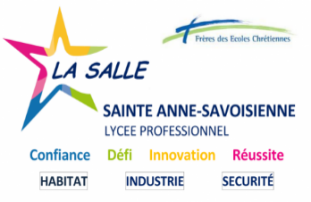 Frères des Ecoles Chrétiennes
LA SALLE
SAINTE ANNE-SAVOISIENNE
LYCEE PROFESSIONNEL
Confiance Défi Innovation Réussite
HABITAT INDUSTRIE SECURITÉ